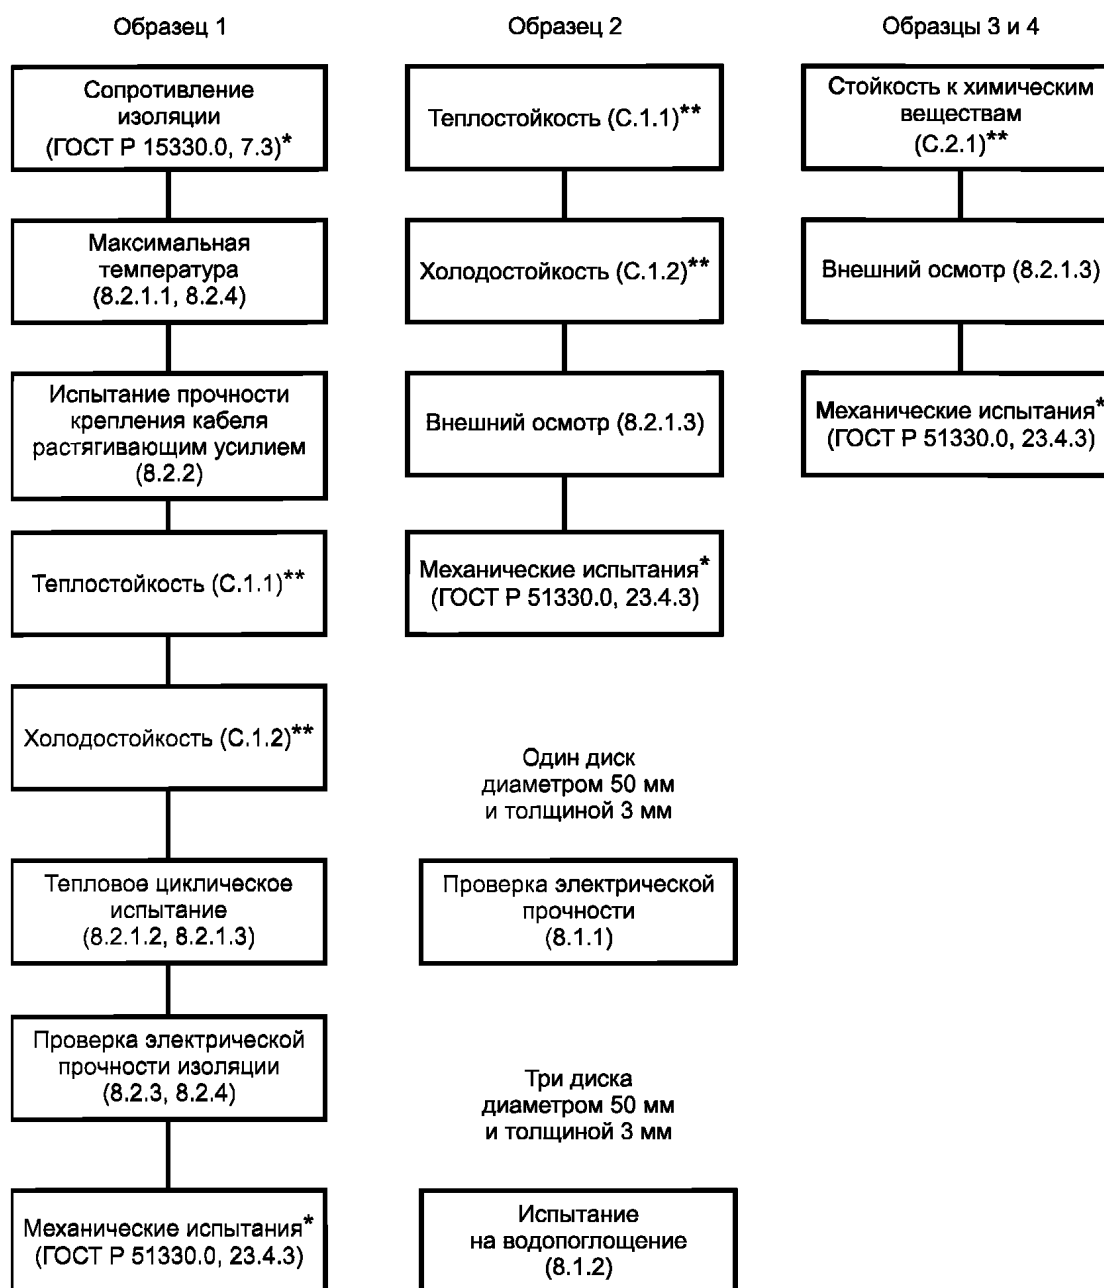 Образец 1
Сопротивление
изоляции
(ГОСТ Р 15330.0, 7.3)*
Максимальная
температура
(8.2.1.1, 8.2.4)
Испытание прочности
крепления кабеля
растягивающим усилием
(8.2.2)
Теплостойкость (С.1.1)**
Холодостойкость (С.1.2)**
Тепловое циклическое
испытание
(8.2.1.2, 8.2.1.3)
Проверка электрической
прочности изоляции
(8.2.3, 8.2.4)
Механические испытания*
(ГОСТ Р 51330.0, 23.4.3)
Образец 2
Теплостойкость (С.1.1)**
Холодостойкость (С.1.2)**
Внешний осмотр (8.2.1.3)
Механические испытания*
(ГОСТ Р 51330.0, 23.4.3)
Один диск
диаметром 50 мм
и толщиной 3 мм
Проверка электрической
прочности
(8.1.1)
Три диска
диаметром 50 мм
и толщиной 3 мм
Испытание
на водопоглощение
(8.1.2)
Образцы 3 и 4
Стойкость к химическим
веществам
(С.2.1)**
Внешний осмотр (8.2.1.3)
Механические испытания*
(ГОСТ Р 51330.0, 23.4.3)